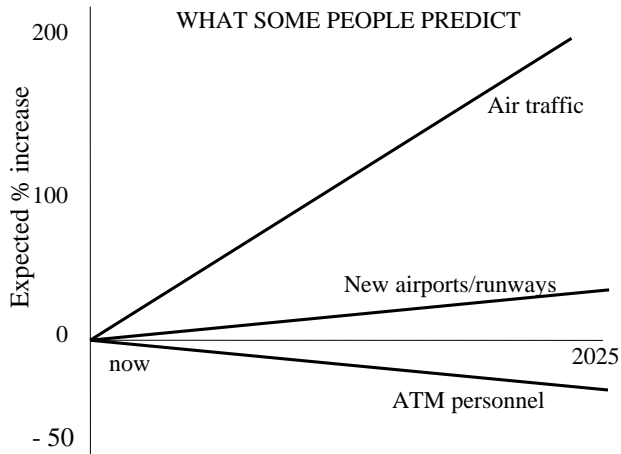 WHAT SOME PEOPLE PREDICT
200
Air traffic
Expected % increase
100
New airports/runways
0
now
2025
ATM personnel
- 50